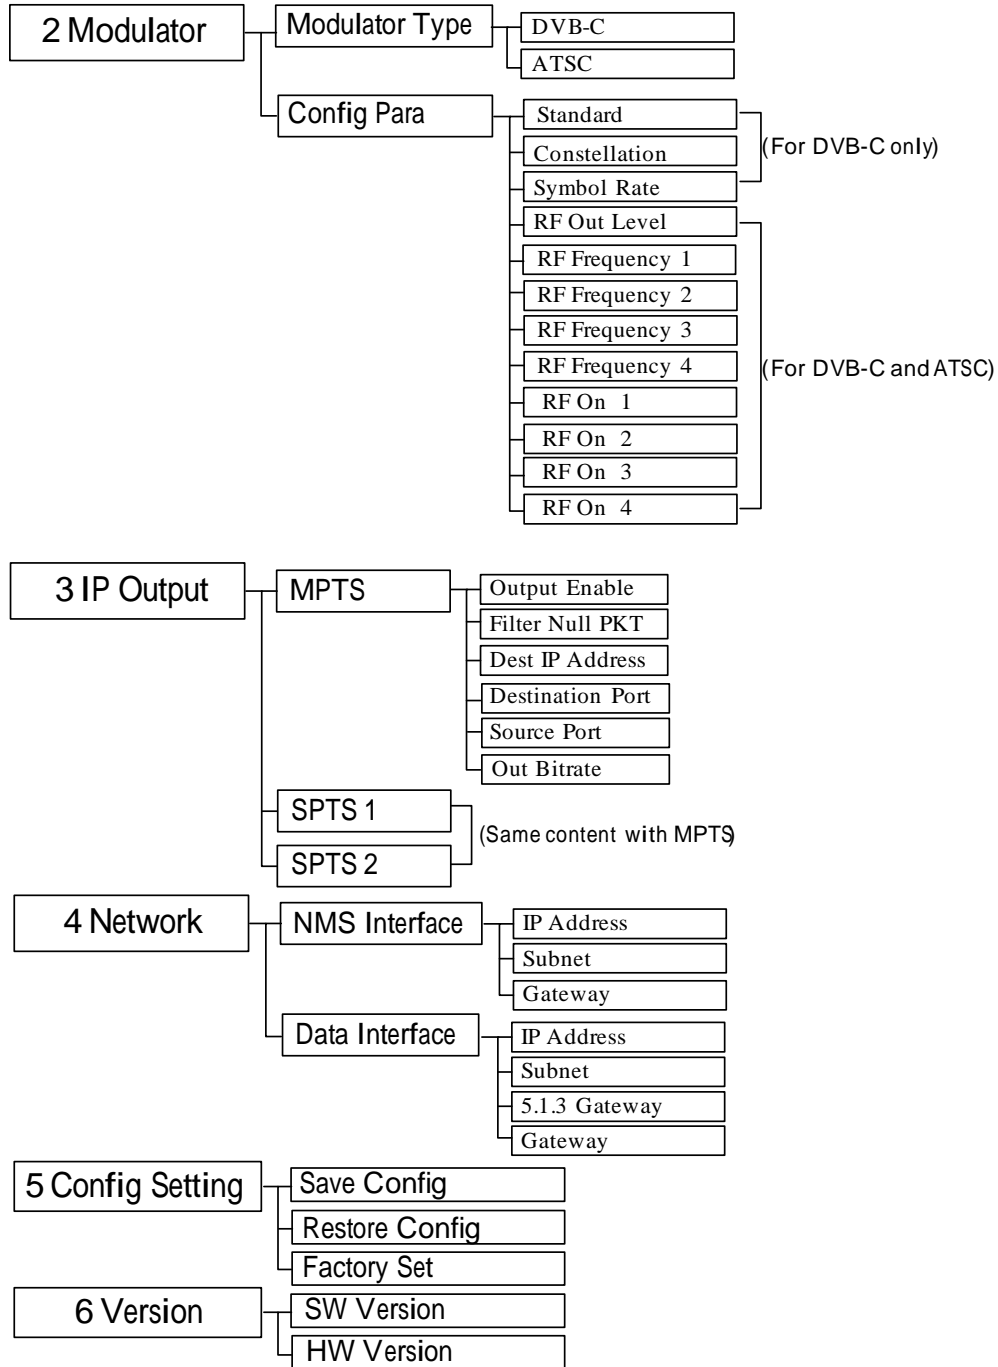 2 Modulator
Modulator Type
DVB-C
ATSC
Config Para
Standard
Constellation
Symbol Rate
(For DVB-C only)
RF Out Level
RF Frequency 1
RF Frequency 2
RF Frequency 3
RF Frequency 4
RF On 1
RF On 2
RF On 3
RF On 4
(For DVB-C and ATSC)
3 IP Output
MPTS
Output Enable
Filter Null PKT
Dest IP Address
Destination Port
Source Port
Out Bitrate
SPTS 1
SPTS 2
(Same content with MPTS)
4 Network
NMS Interface
IP Address
Subnet
Gateway
Data Interface
IP Address
Subnet
5.1.3 Gateway
Gateway
5 Config Setting
Save Config
Restore Config
Factory Set
6 Version
SW Version
HW Version